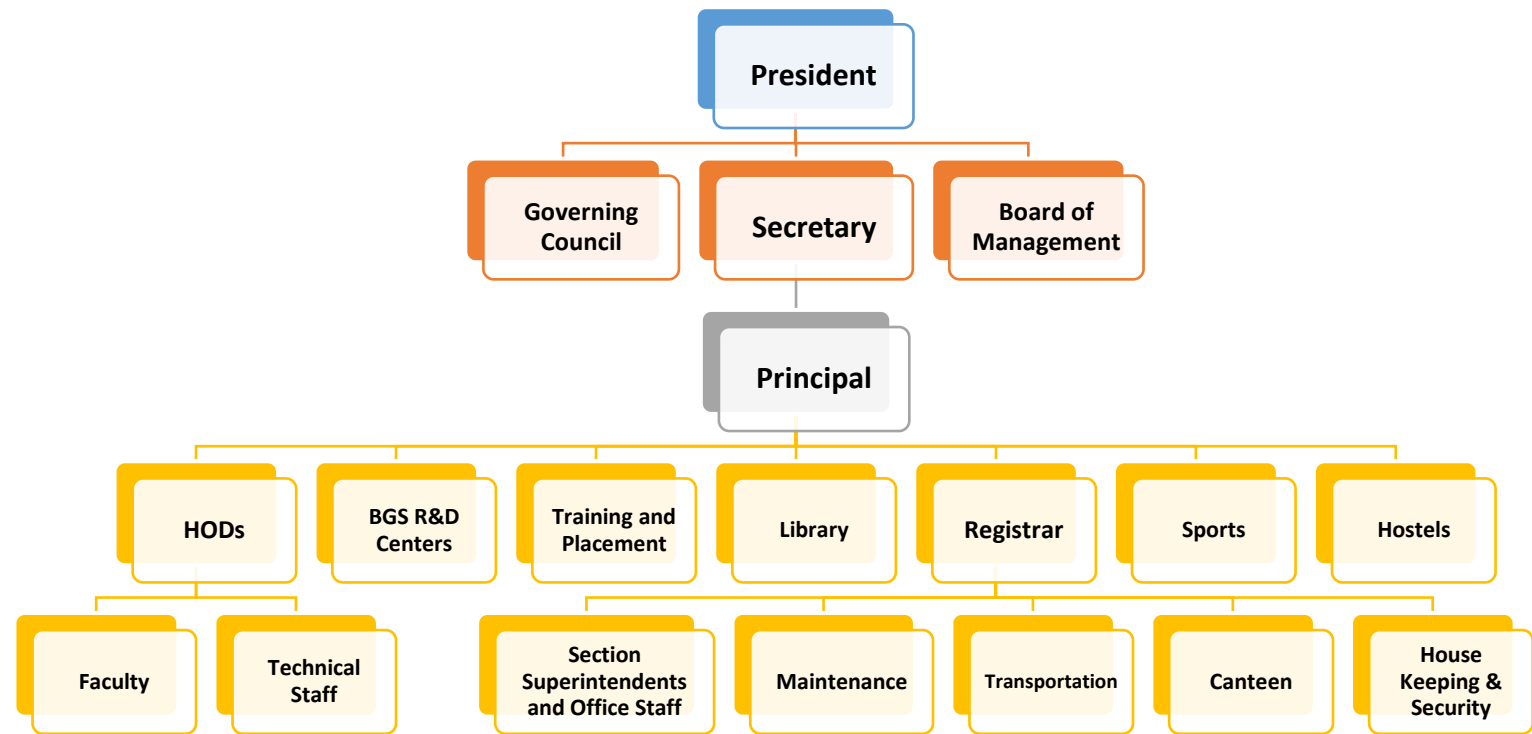 President
Governing
Council
Secretary
Board of
Management
Principal
HODs
BGS R&D
Centers
Training and
Placement
Library
Registrar
Sports
Hostels
Faculty
Technical
Staff
Section
Superintendents
and Office Staff
Maintenance
Transportation
Canteen
House
Keeping &
Security